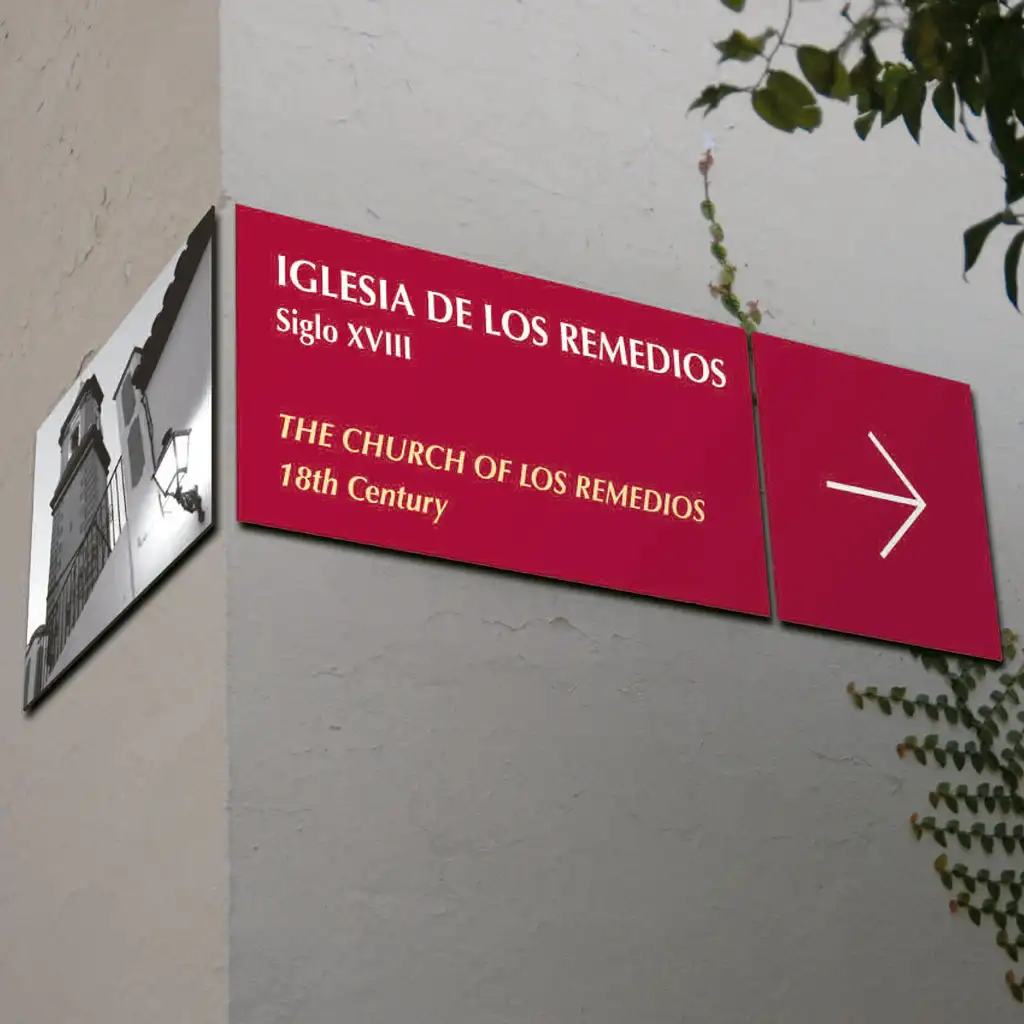 IGLESIA DE LOS REMEDIOS
Siglo XVIII
THE CHURCH OF LOS REMEDIOS
18th Century